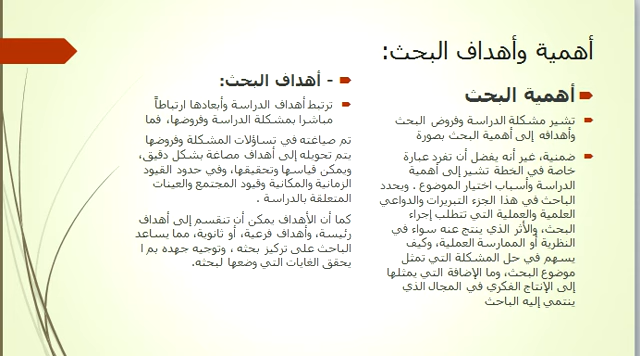 أهمية وأهداف البحث:
أهمية البحث
تشير مشكلة الدراسة وفروض البحث
وأهدافه إلى أهمية البحث بصورة
ضمنية، غير أنه يفضل أن تفرد عبارة
خاصة في الخطة تشير إلى أهمية
الدراسة وأسباب اختيار الموضوع . ويحدد
الباحث في هذا الجزء التبريرات والدواعي
العلمية والعملية التي تتطلب إجراء
البحث، والأثر الذي ينتج عنه سواء في
النظرية أو الممارسة العملية، وكيف
يسهم في حل المشكلة التي تمثل
موضوع البحث، وما الإضافة التي يمثلها
إلى الإنتاج الفكري في المجال الذي
ينتمي إليه الباحث
- أهداف البحث:
ترتبط أهداف الدراسة وأبعادها ارتباطاً
مباشرا بمشكلة الدراسة وفروضها، فما
تم صياغته في تساؤلات المشكلة وفروضها
يتم تحويله إلى أهداف مصاغة بشكل دقيق،
ويمكن قياسها وتحقيقها، وفي حدود القيود
الزمانية والمكانية وقيود المجتمع والعينات
المتعلقة بالدراسة .
كما أن الأهداف يمكن أن تنقسم إلى أهداف
رئيسة، وأهداف فرعية، أو ثانوية، مما يساعد
الباحث على تركيز بحثه ، وتوجيه جهده بم ا
يحقق الغايات التي وضعها لبحثه.